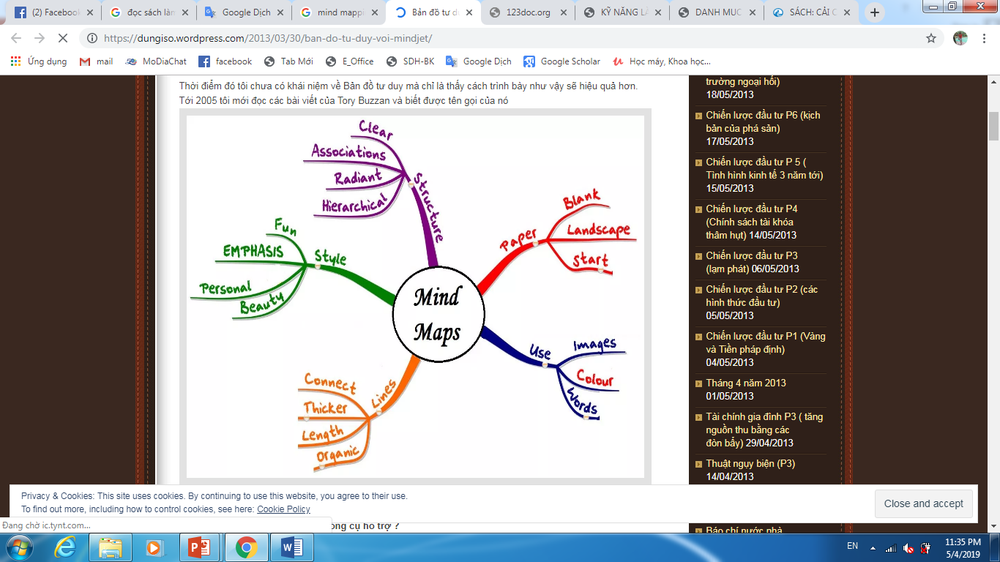 (2) Facebook
đọc sách làm
Google Dịch
mind mappi
Bản đồ tư du
123doc.org
KỸ NĂNG LÃ
DANH MUC
SÁCH: CẢI C
https://dungiso.wordpress.com/2013/03/30/ban-do-tu-duy-voi-mindjet/
Ứng dụng
mail
MoDiaChat
facebook
Tab Mới
E_Office
SDH-BK
Google Dịch
Google Scholar
Học máy, Khoa học...
Thời điểm đó tôi chưa có khái niệm về Bản đồ tư duy mà chỉ là thấy cách trình bày như vậy sẽ hiệu quả hơn.
Tới 2005 tôi mới đọc các bài viết của Tory Buzzan và biết được tên gọi của nó
Mind
Maps
Structure
Clear
Associations
Radiant
Hierarchical
Paper
Blank
Landscape
Start
Use
Images
Colour
Words
Lines
Connect
Thicker
Length
Organic
Style
Fun
EMPHASIS
Personal
Beauty
trường ngoại hối)
18/05/2013
Chiến lược đầu tư P6 (kịch
bản của phá sản)
17/05/2013
Chiến lược đầu tư P 5 (
Tình hình kinh tế 3 năm tới)
15/05/2013
Chiến lược đầu tư P4
(Chính sách tài khóa
thâm hụt) 14/05/2013
Chiến lược đầu tư P3
(lạm phát) 06/05/2013
Chiến lược đầu tư P2 (các
hình thức đầu tư)
05/05/2013
Chiến lược đầu tư P1 (Vàng
và Tiền pháp định)
04/05/2013
Tháng 4 năm 2013
01/05/2013
Tài chính gia đình P3 ( tăng
nguồn thu bằng các
đòn bẩy) 29/04/2013
Thuật ngụy biện (P3)
14/04/2013
Báo chí nước nhà
Privacy & Cookies: This site uses cookies. By continuing to use this website, you agree to their use.
To find out more, including how to control cookies, see here: Cookie Policy
Close and accept
Đang chờ ic.tynt.com...
ông cụ hỗ trợ ?
EN
11:35 PM
5/4/2019